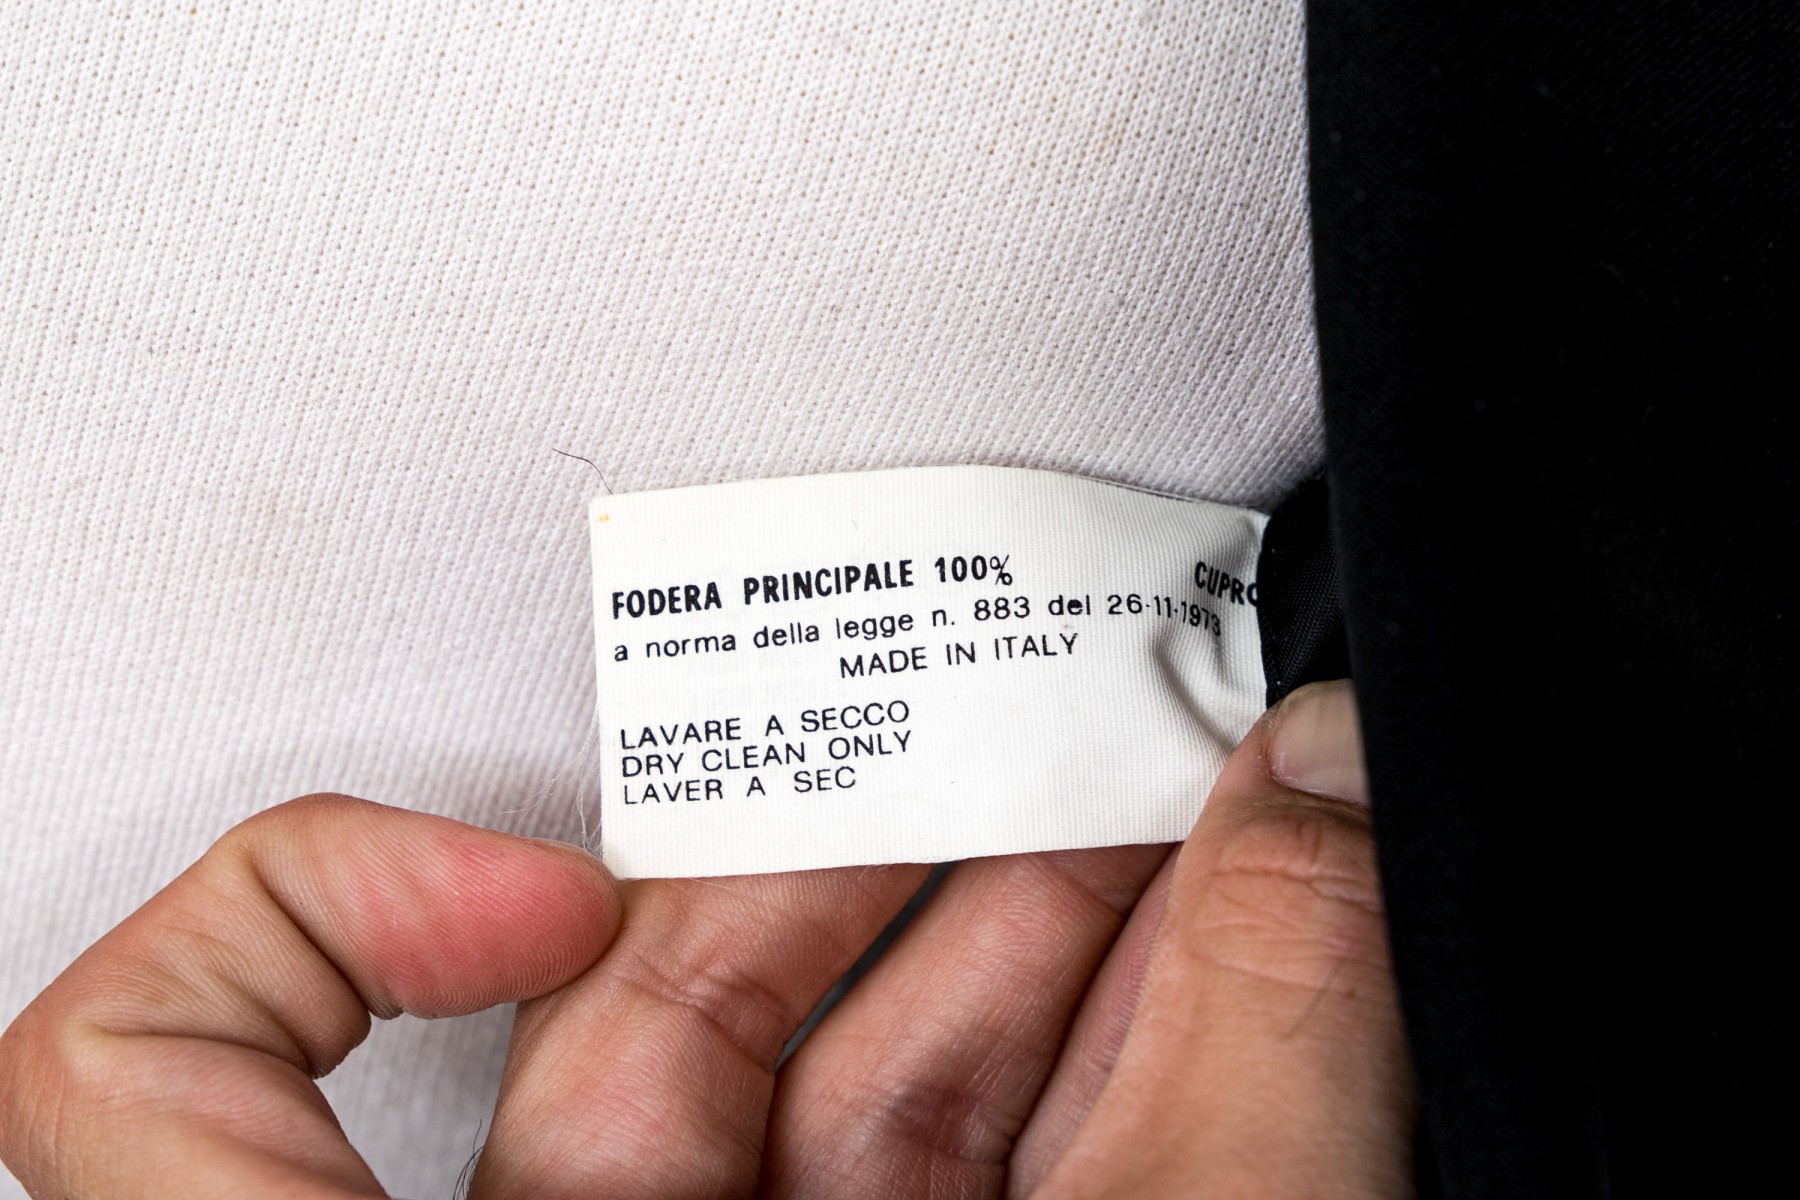 FODERA PRINCIPALE 100% CUPRO
a norma della legge n. 883 del 26-11-1973
MADE IN ITALY
LAVARE A SECCO
DRY CLEAN ONLY
LAVER A SEC